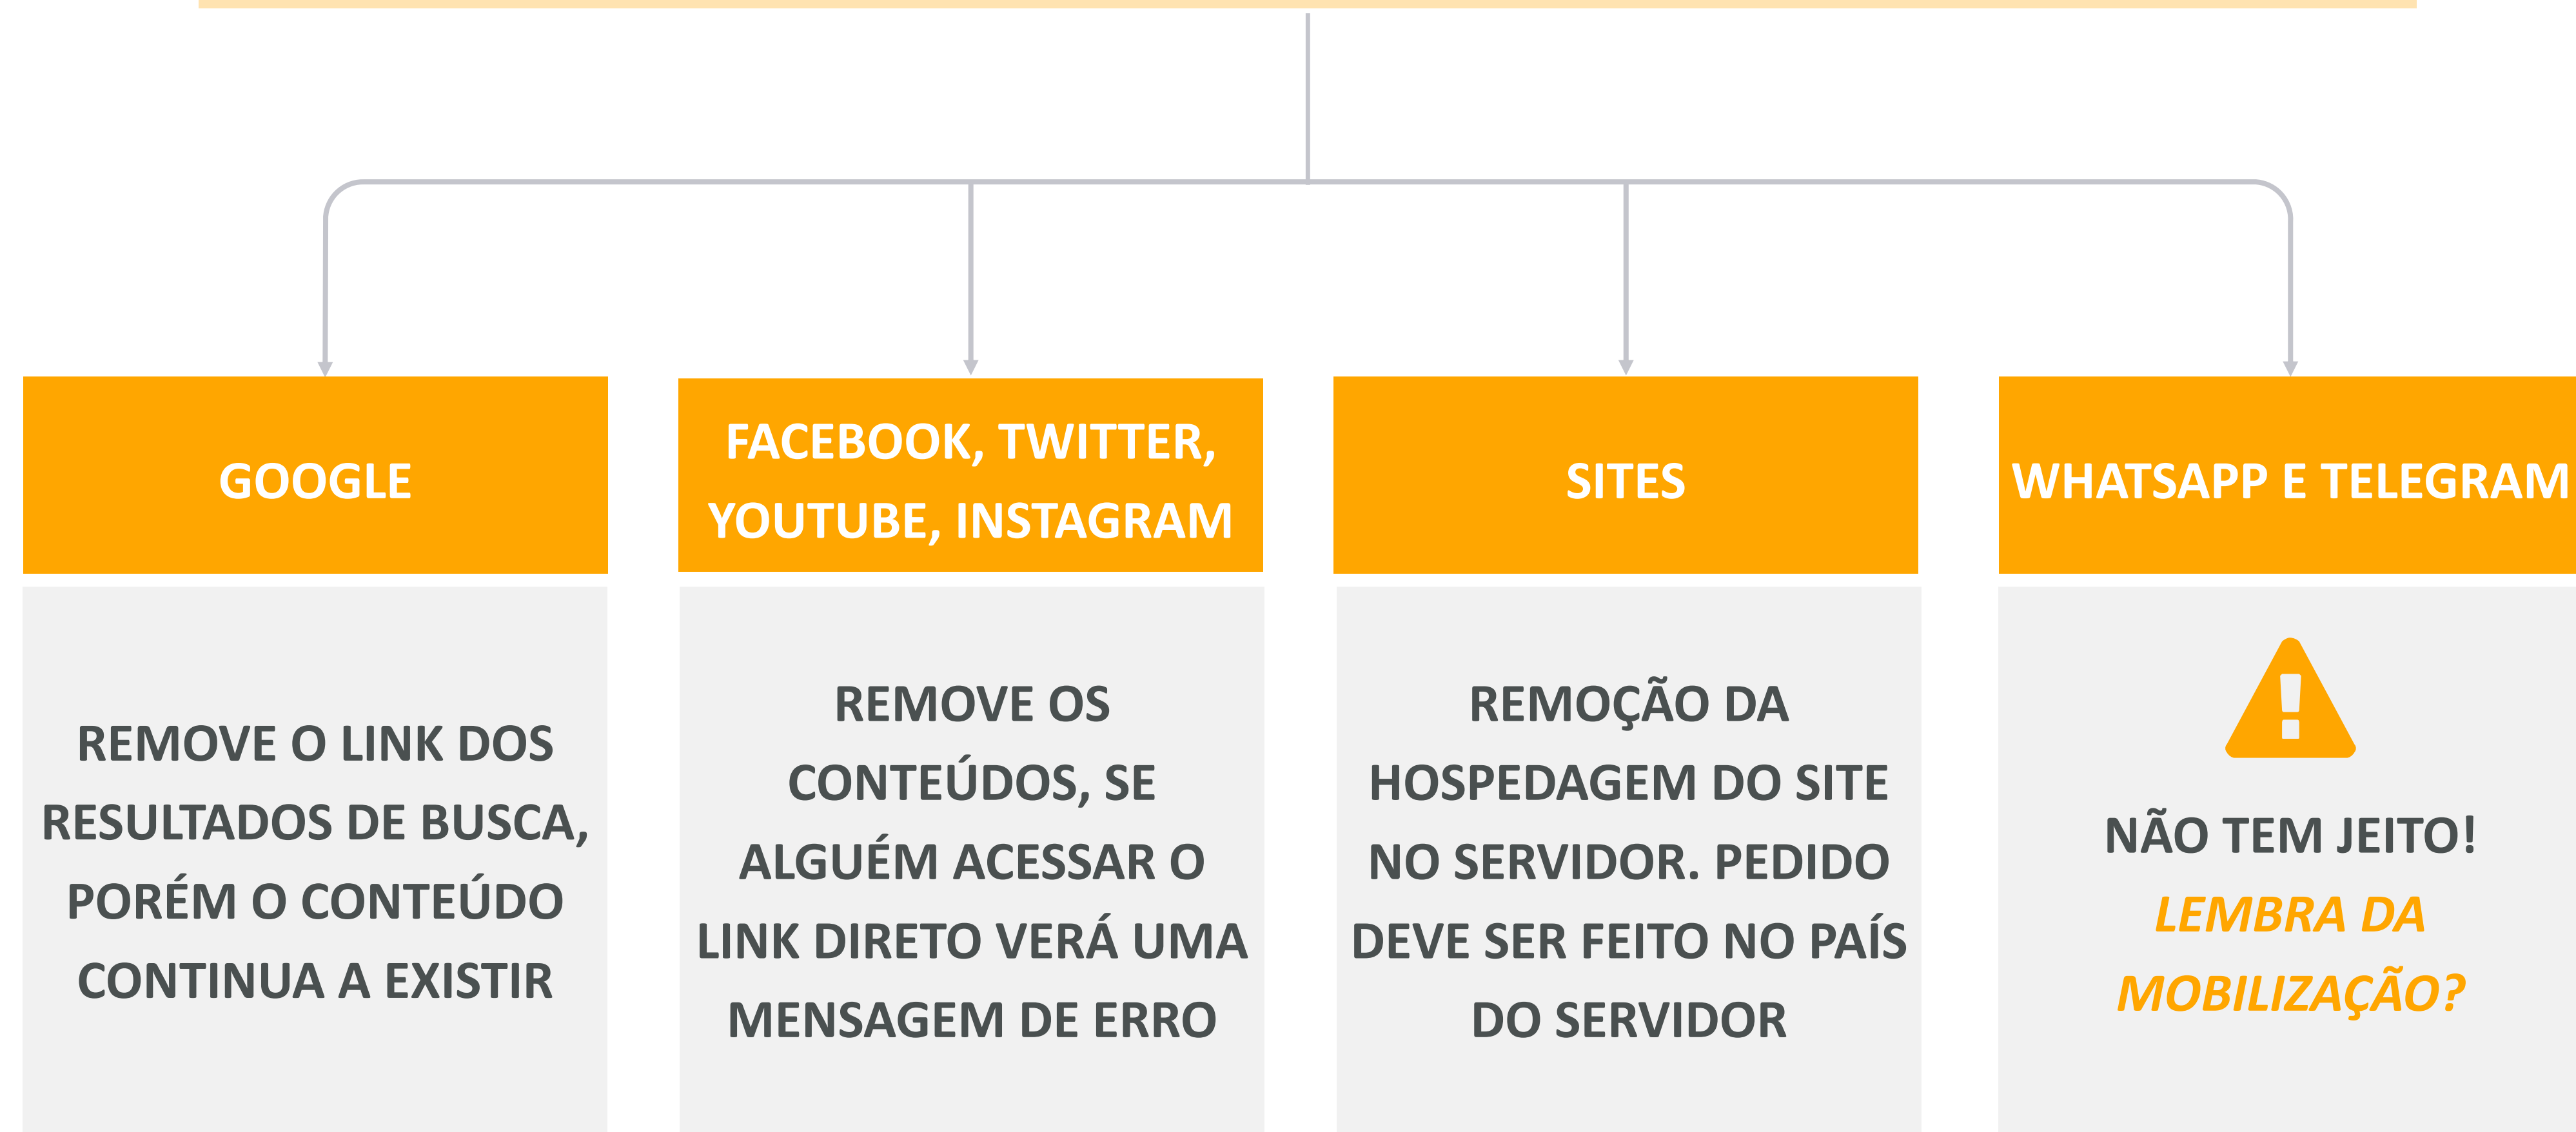 GOOGLE
FACEBOOK, TWITTER,
YOUTUBE, INSTAGRAM
SITES
WHATSAPP E TELEGRAM
REMOVE O LINK DOS
RESULTADOS DE BUSCA,
PORÉM O CONTEÚDO
CONTINUA A EXISTIR
REMOVE OS
CONTEÚDOS, SE
ALGUÉM ACESSAR O
LINK DIRETO VERÁ UMA
MENSAGEM DE ERRO
REMOÇÃO DA
HOSPEDAGEM DO SITE
NO SERVIDOR. PEDIDO
DEVE SER FEITO NO PAÍS
DO SERVIDOR
NÃO TEM JEITO!
LEMBRA DA
MOBILIZAÇÃO?